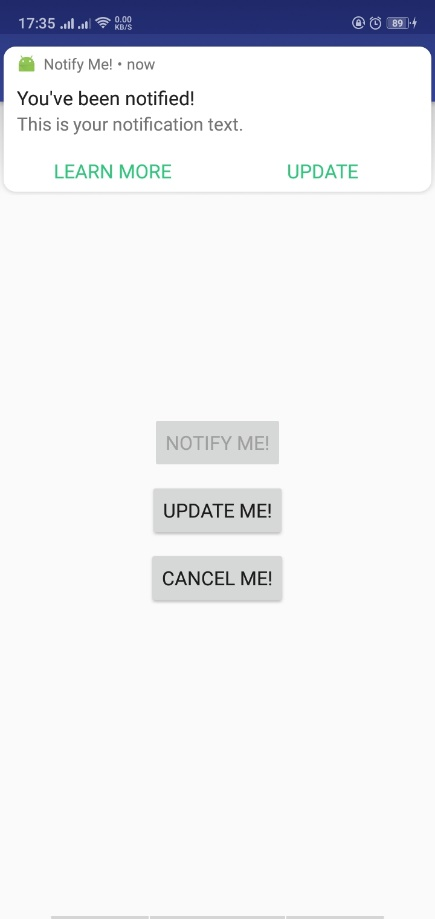 17:35 0.00 KB/S 89
Notify Me! • now
You've been notified!
This is your notification text.
LEARN MORE UPDATE
NOTIFY ME!
UPDATE ME!
CANCEL ME!